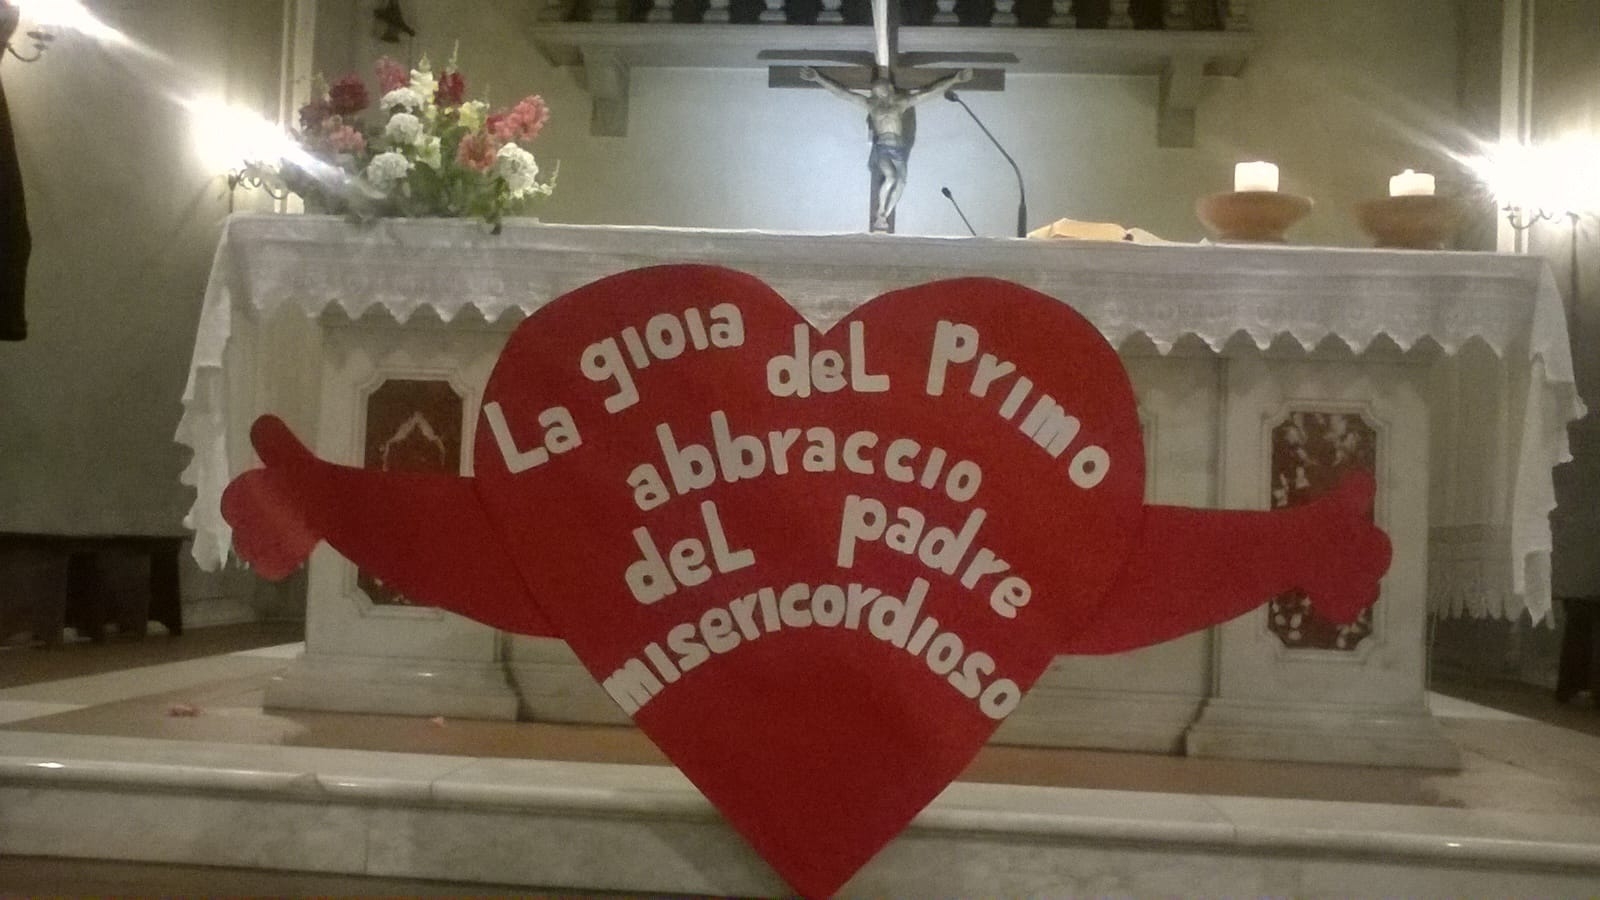 La gioia del Primo
abbraccio
del padre
misericordioso